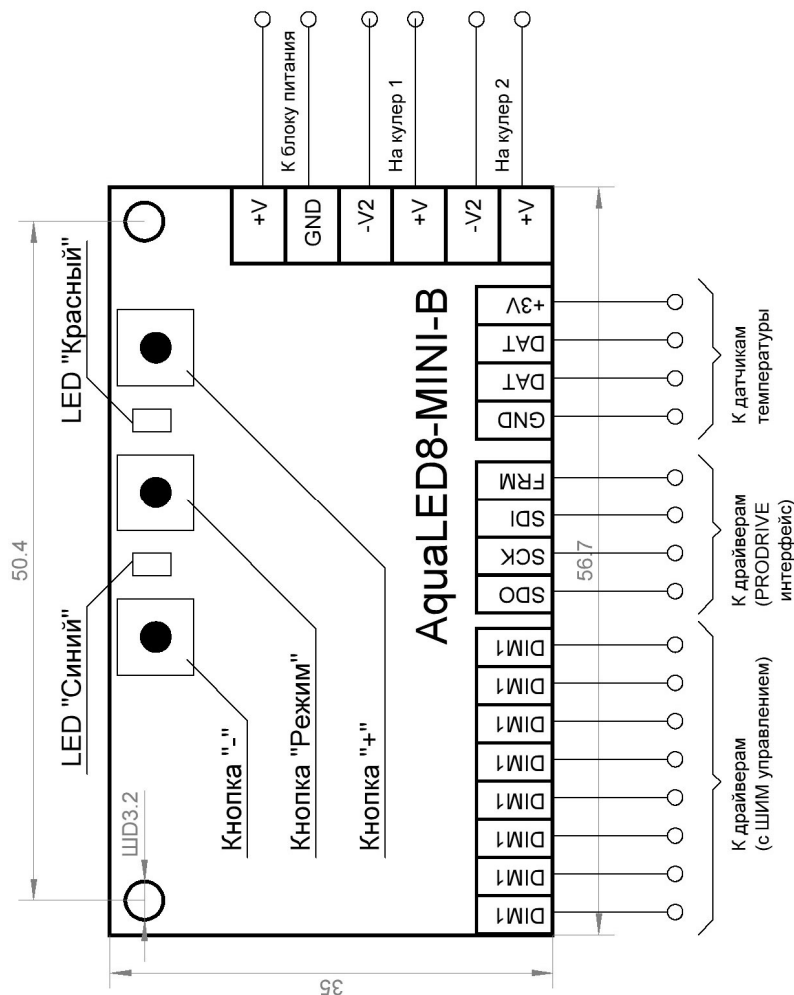 50.4
ШD3.2
LED "Синий"
LED "Красный"
Кнопка "-"
Кнопка "Режим"
Кнопка "+"
AquaLED8-MINI-B
35
56.7
+V
GND
-V2
+V
-V2
+V
К блоку питания
На кулер 1
На кулер 2
DIM1
DIM1
DIM1
DIM1
DIM1
DIM1
DIM1
DIM1
SDO
SCK
SDI
FRM
GND
DAT
DAT
+3V
К драйверам
(с ШИМ управлением)
К драйверам
(PRODRIVE
интерфейс)
К датчикам
температуры